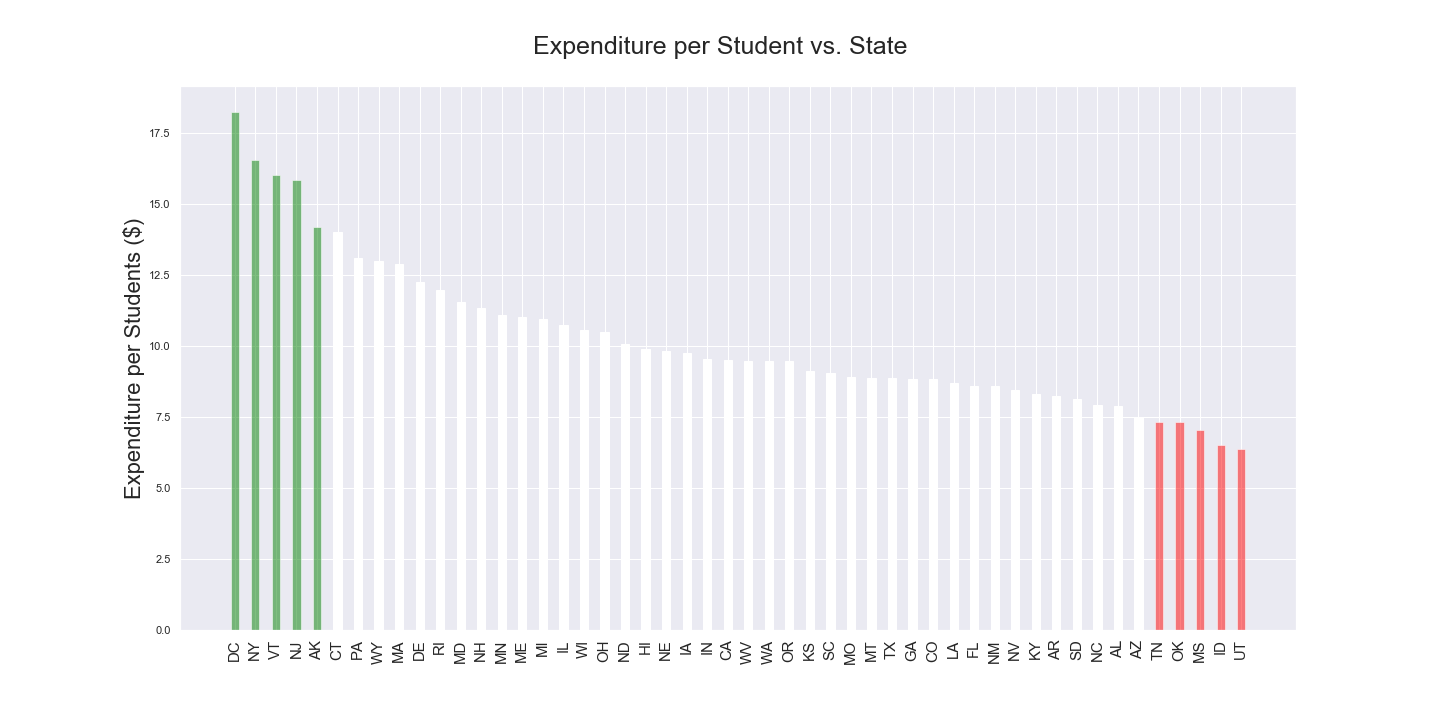 Expenditure per Student vs. State
Expenditure per Students ($)
17.5
15.0
12.5
10.0
7.5
5.0
2.5
0.0
DC NY VT NJ AK CT PA WY MA DE RI MD NH MN ME MI IL WI OH ND HI NE IA IN CA WV WA OR KS SC MO MT TX GA CO LA FL NM NV KY AR SD NC AL AZ TN OK MS ID UT